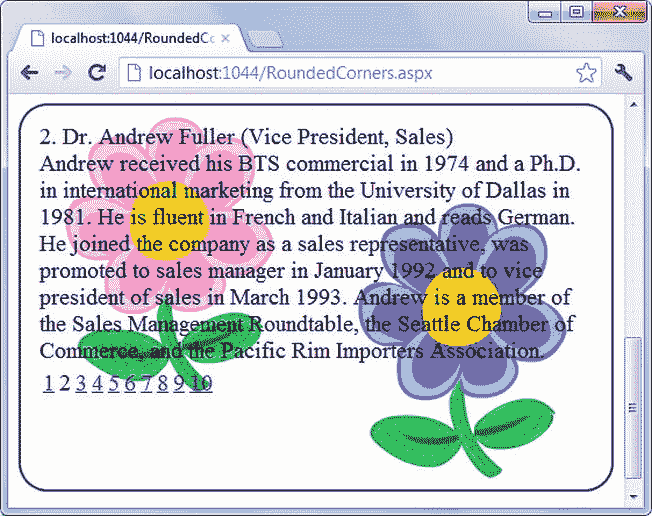 localhost:1044/RoundedCo
localhost:1044/RoundedCorners.aspx
2. Dr. Andrew Fuller (Vice President, Sales)
Andrew received his BTS commercial in 1974 and a Ph.D.
in international marketing from the University of Dallas in
1981. He is fluent in French and Italian and reads German.
He joined the company as a sales representative, was
promoted to sales manager in January 1992 and to vice
president of sales in March 1993. Andrew is a member of
the Sales Management Roundtable, the Seattle Chamber of
Commerce, and the Pacific Rim Importers Association.
1 2 3 4 5 6 7 8 9 10